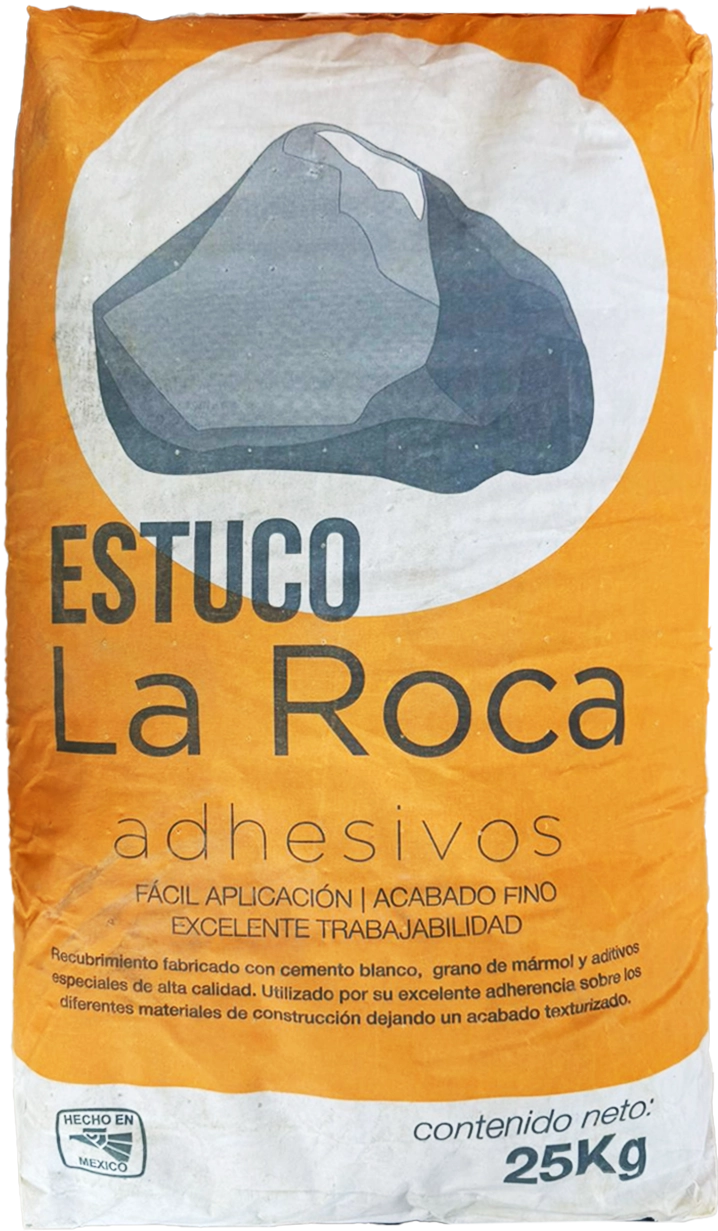 ESTUCO
La Roca
adhesivos
FÁCIL APLICACIÓN | ACABADO FINO
EXCELENTE TRABAJABILIDAD
Recubrimiento fabricado con cemento blanco, grano de mármol y aditivos
especiales de alta calidad. Utilizado por su excelente adherencia sobre los
diferentes materiales de construcción dejando un acabado texturizado.
HECHO EN
MEXICO
contenido neto:
25Kg